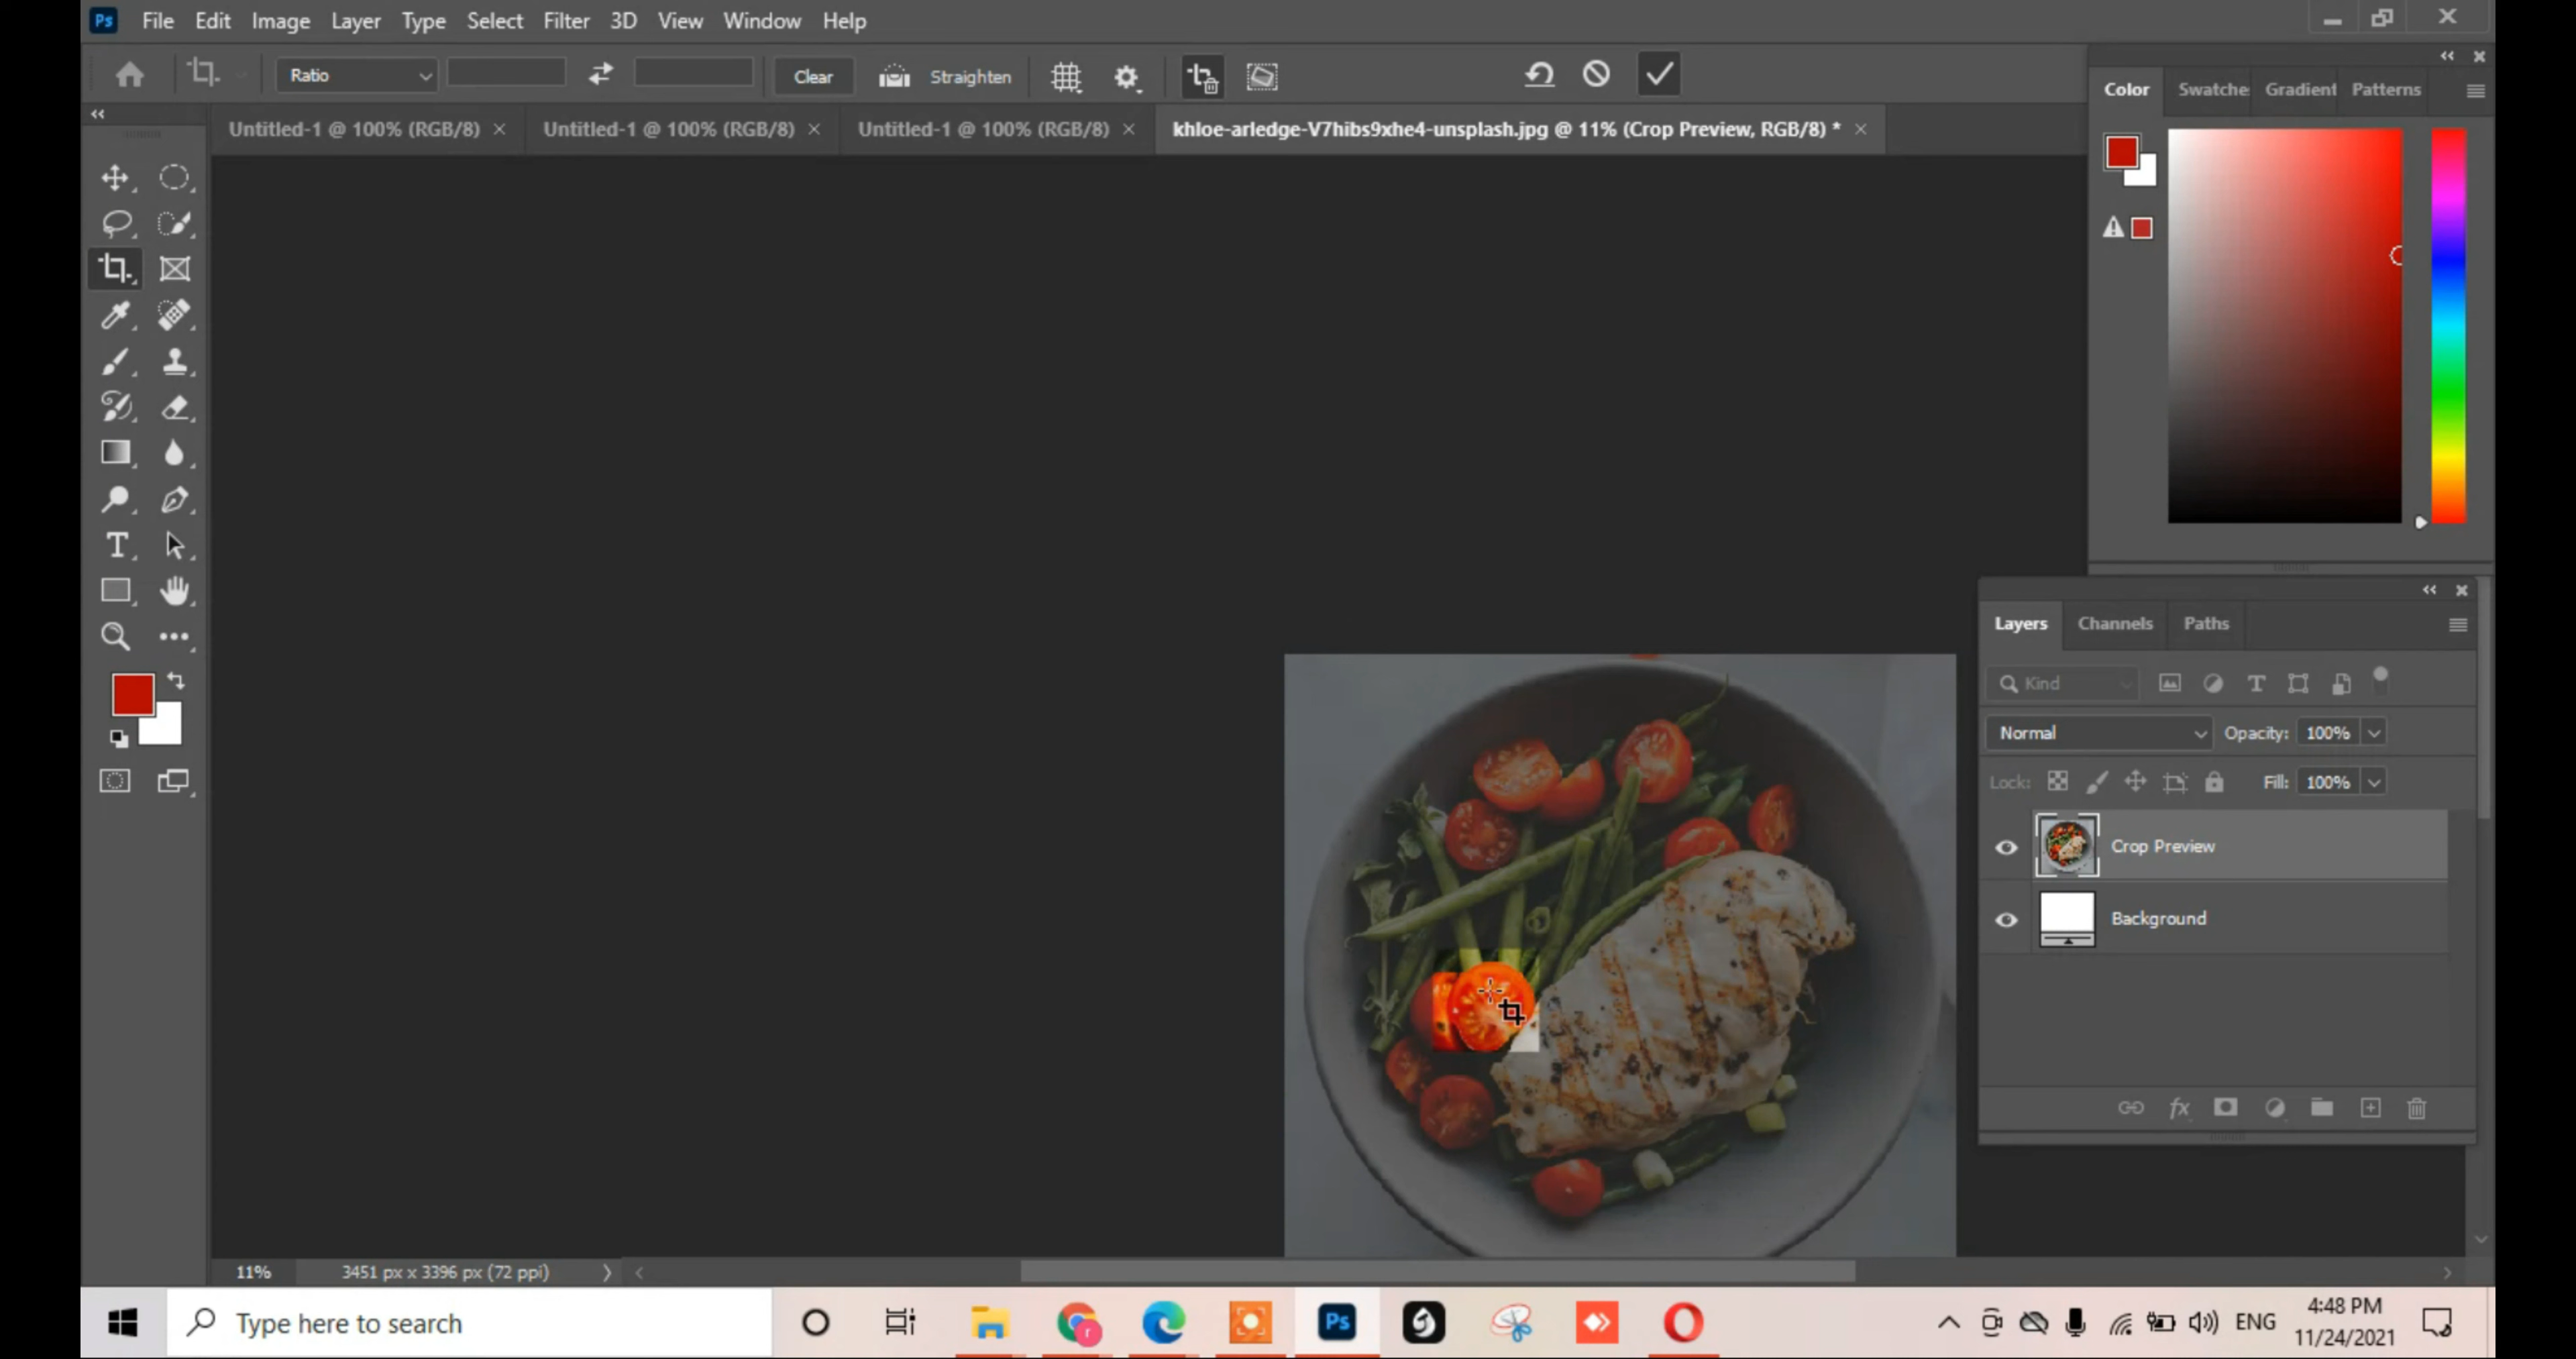 Ps File Edit Image Layer Type Select Filter 3D View Window Help
Ratio Clear Straighten
Untitled-1 @ 100% (RGB/8) × Untitled-1 @ 100% (RGB/8) × Untitled-1 @ 100% (RGB/8) × khloe-arledge-V7hibs9xhe4-unsplash.jpg @ 11% (Crop Preview, RGB/8) * ×
Color Swatche Gradient Patterns
Layers Channels Paths
Kind
Normal Opacity: 100%
Lock: Fill: 100%
Crop Preview
Background
fx
11% 3451 px x 3396 px (72 ppi)
Type here to search
Ps
r
ENG
4:48 PM
11/24/2021